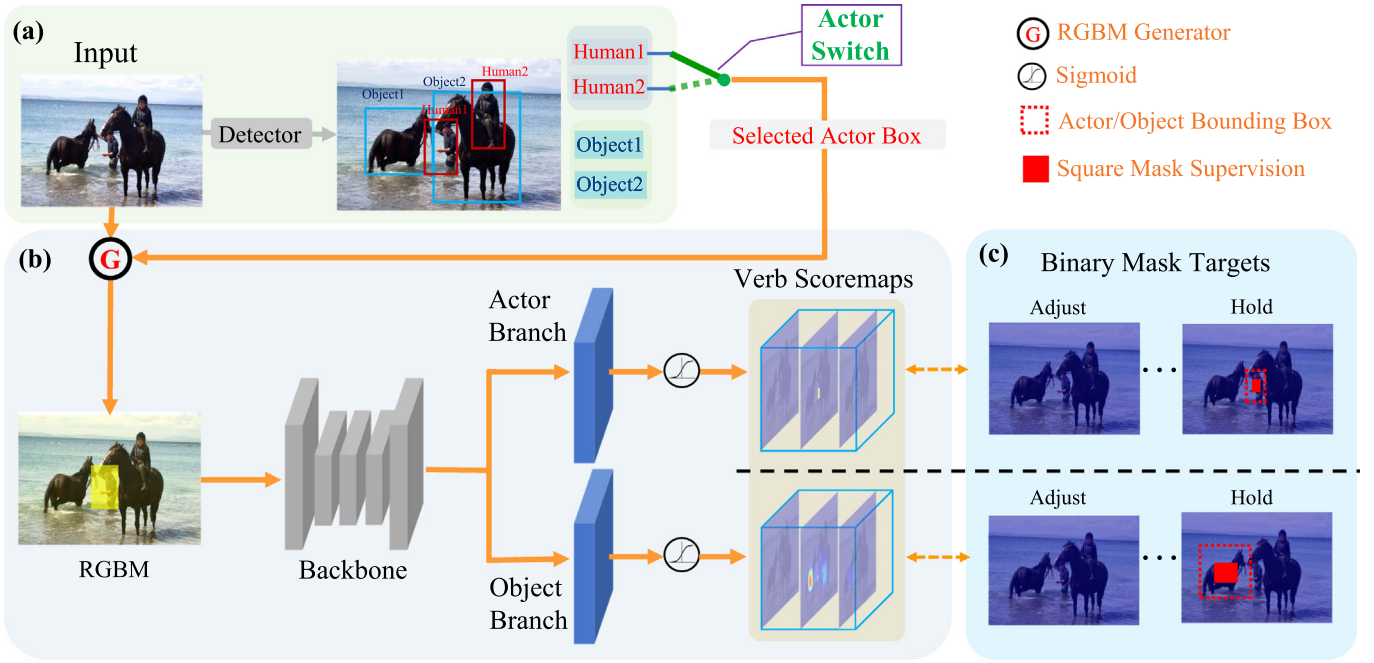 (a)
Input
Detector
Object1
Object2
Human2
Human1
Human1
Human2
Object1
Object2
Actor
Switch
Selected Actor Box
G
RGBM Generator
Sigmoid
Actor/Object Bounding Box
Square Mask Supervision
(b)
G
RGBM
Backbone
Actor
Branch
Object
Branch
Verb Scoremaps
(c)
Binary Mask Targets
Adjust
...
Hold
Adjust
...
Hold